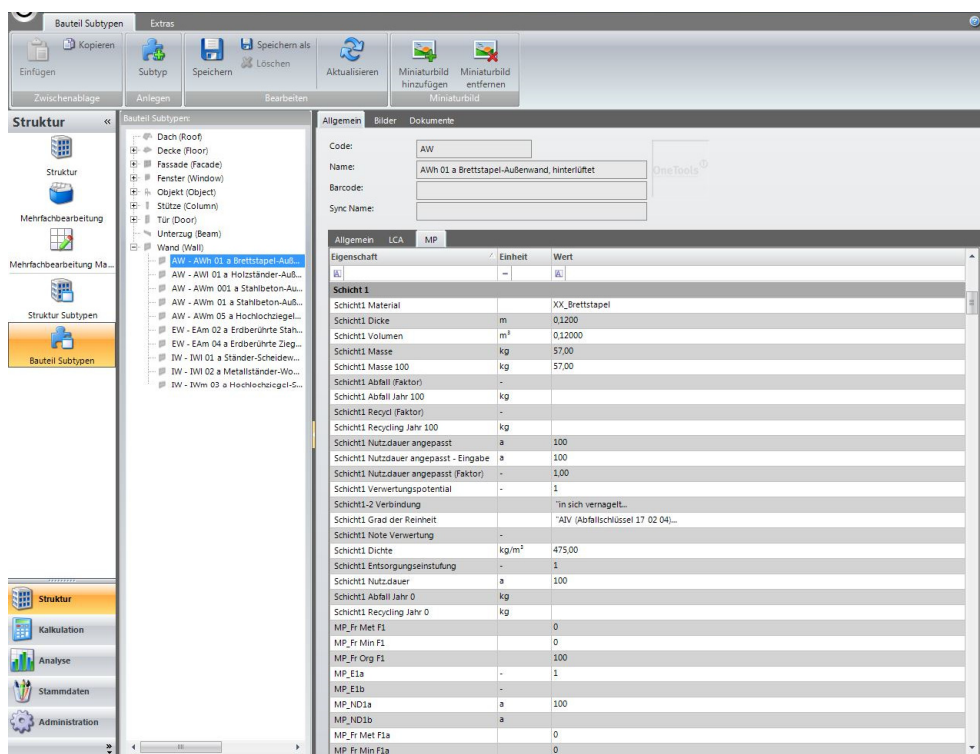 Bauteil Subtypen Extras
Kopieren
Speichern als
Löschen
Einfügen Subtyp Speichern Aktualisieren Miniaturbild hinzufügen Miniaturbild entfernen
Zwischenablage Anlegen Bearbeiten Miniaturbild
Struktur «
Struktur
Mehrfachbearbeitung
Mehrfachbearbeitung Ma...
Struktur Subtypen
Bauteil Subtypen
Struktur
Kalkulation
Analyse
Stammdaten
Administration
Bauteil Subtypen:
Dach (Roof)
Decke (Floor)
Fassade (Facade)
Fenster (Window)
Objekt (Object)
Stütze (Column)
Tür (Door)
Unterzug (Beam)
Wand (Wall)
AW - AWh 01 a Brettstapel-Auß...
AW - AWl 01 a Holzständer-Auß...
AW - AWm 001 a Stahlbeton-Au...
AW - AWm 01 a Stahlbeton-Auß...
AW - AWm 05 a Hochlochziegel...
EW - EAm 02 a Erdberührte Stah...
EW - EAm 04 a Erdberührte Zieg...
IW - IWl 01 a Ständer-Scheidew...
IW - IWl 02 a Metallständer-Wo...
IW - IWm 03 a Hochlochziegel-S...
Allgemein Bilder Dokumente
Code: AW
Name: AWh 01 a Brettstapel-Außenwand, hinterlüftet
Barcode:
Sync Name:
OneTools
Allgemein LCA MP
Eigenschaft Einheit Wert
Schicht 1
Schicht1 Material XX_Brettstapel
Schicht1 Dicke m 0,1200
Schicht1 Volumen m³ 0,12000
Schicht1 Masse kg 57,00
Schicht1 Masse 100 kg 57,00
Schicht1 Abfall (Faktor) -
Schicht1 Abfall Jahr 100 kg
Schicht1 Recycl (Faktor) -
Schicht1 Recycling Jahr 100 kg
Schicht1 Nutz.dauer angepasst a 100
Schicht1 Nutzdauer angepasst - Eingabe a 100
Schicht1 Nutz.dauer angepasst (Faktor) - 1,00
Schicht1 Verwertungspotential - 1
Schicht1-2 Verbindung "in sich vernagelt...
Schicht1 Grad der Reinheit "AIV (Abfallschlüssel 17 02 04)...
Schicht1 Note Verwertung -
Schicht1 Dichte kg/m³ 475,00
Schicht1 Entsorgungseinstufung - 1
Schicht1 Nutz.dauer a 100
Schicht1 Abfall Jahr 0 kg
Schicht1 Recycling Jahr 0 kg
MP_Fr Met F1 0
MP_Fr Min F1 0
MP_Fr Org F1 100
MP_E1a - 1
MP_E1b -
MP_ND1a a 100
MP_ND1b a
MP_Fr Met F1a 0
MP_Fr Min F1a 0